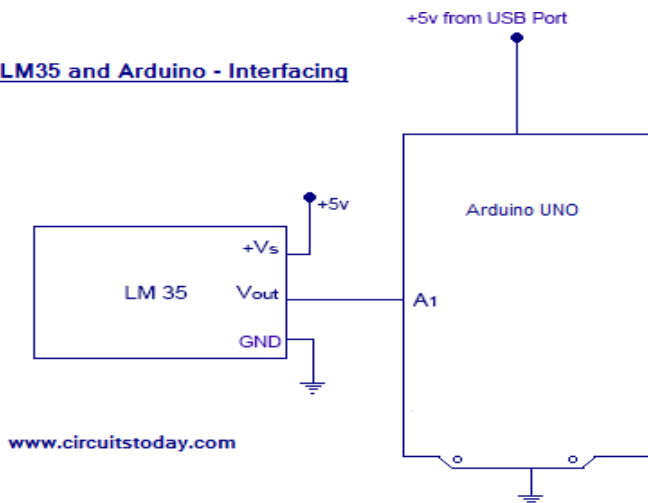 +5v from USB Port
LM35 and Arduino - Interfacing
+5v
Arduino UNO
+Vs
LM 35
Vout
A1
GND
www.circuitstoday.com